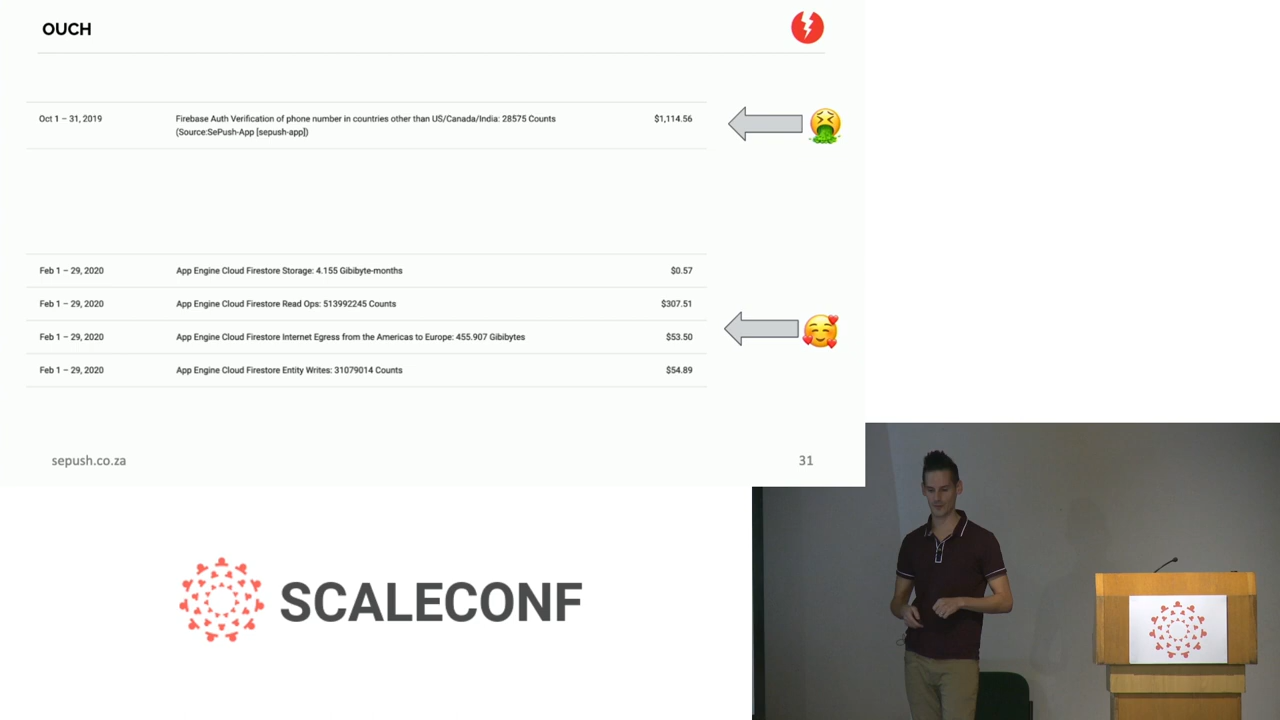 OUCH
Oct 1 – 31, 2019 Firebase Auth Verification of phone number in countries other than US/Canada/India: 28575 Counts $1,114.56
(Source:SePush-App [sepush-app])
Feb 1 – 29, 2020 App Engine Cloud Firestore Storage: 4.155 Gibibyte-months $0.57
Feb 1 – 29, 2020 App Engine Cloud Firestore Read Ops: 513992245 Counts $307.51
Feb 1 – 29, 2020 App Engine Cloud Firestore Internet Egress from the Americas to Europe: 455.907 Gibibytes $53.50
Feb 1 – 29, 2020 App Engine Cloud Firestore Entity Writes: 31079014 Counts $54.89
sepush.co.za 31
SCALECONF